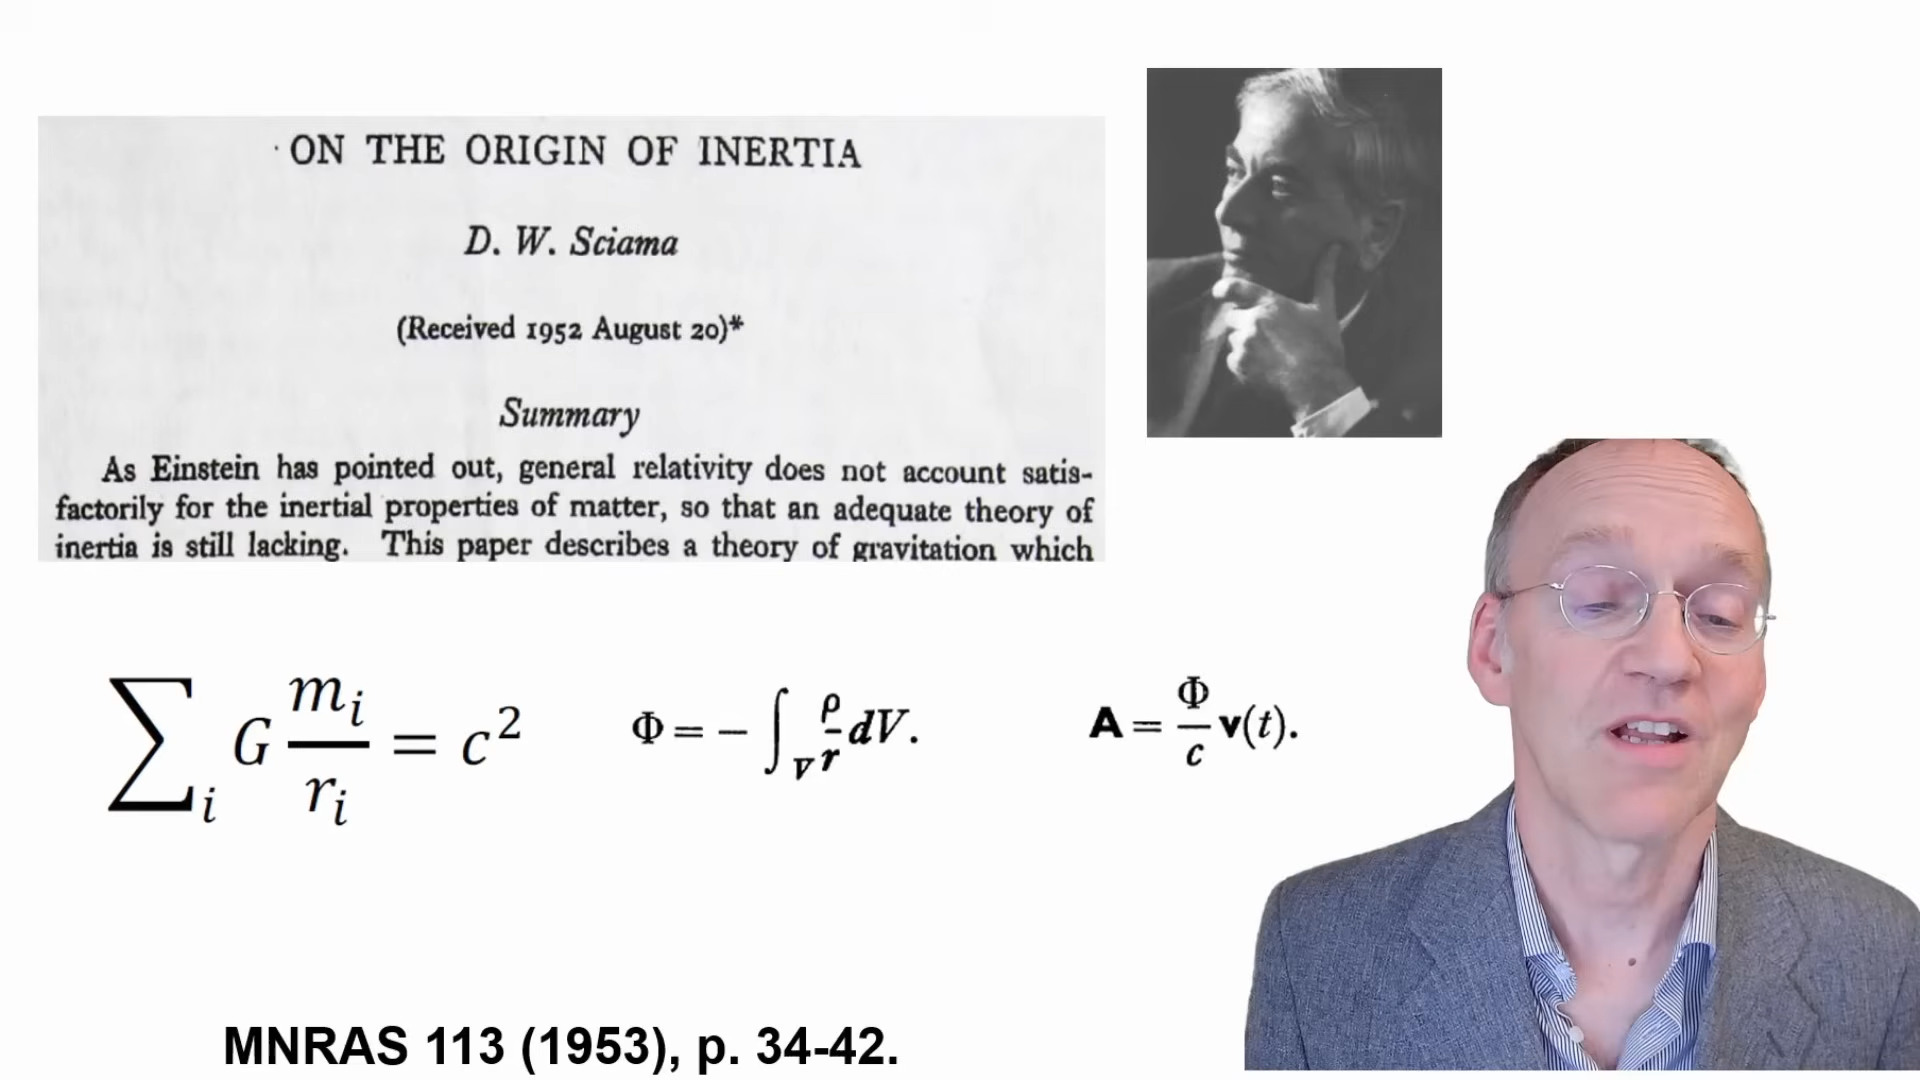 ON THE ORIGIN OF INERTIA
D. W. Sciama
(Received 1952 August 20)*
Summary
As Einstein has pointed out, general relativity does not account satis-
factorily for the inertial properties of matter, so that an adequate theory of
inertia is still lacking. This paper describes a theory of gravitation which
∑ᵢ G mᵢ/rᵢ = c²
Φ = − ∫_V ρ/r dV.
A = Φ/c v(t).
MNRAS 113 (1953), p. 34-42.